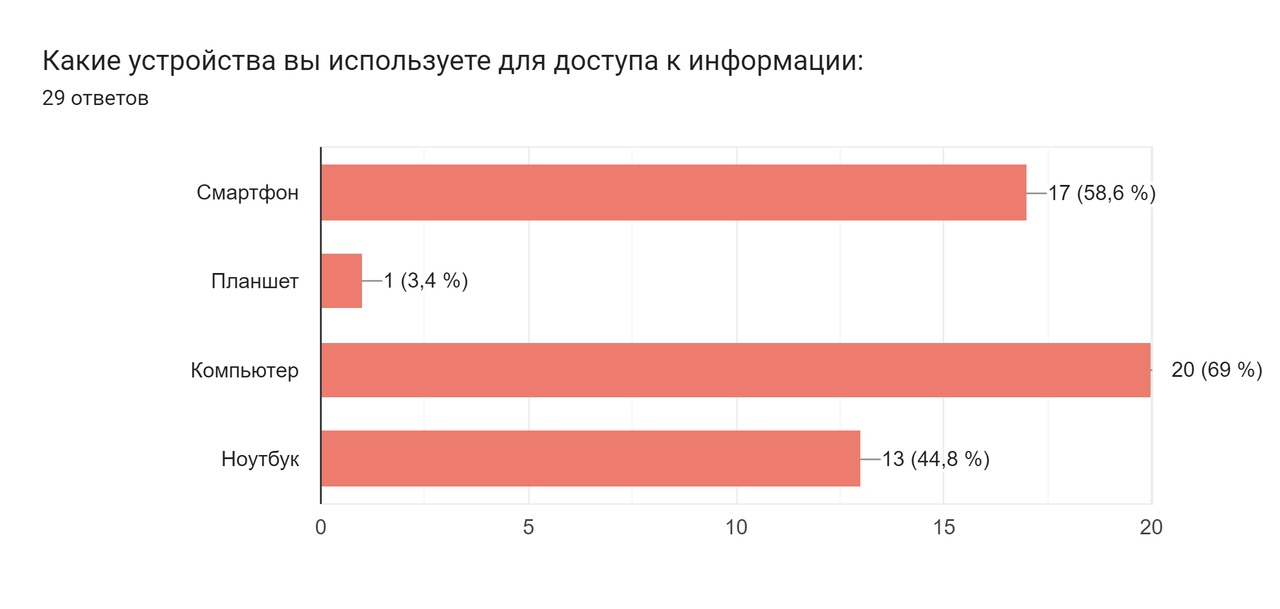 Какие устройства вы используете для доступа к информации:
29 ответов
Смартфон
17 (58,6 %)
Планшет
1 (3,4 %)
Компьютер
20 (69 %)
Ноутбук
13 (44,8 %)
0 5 10 15 20